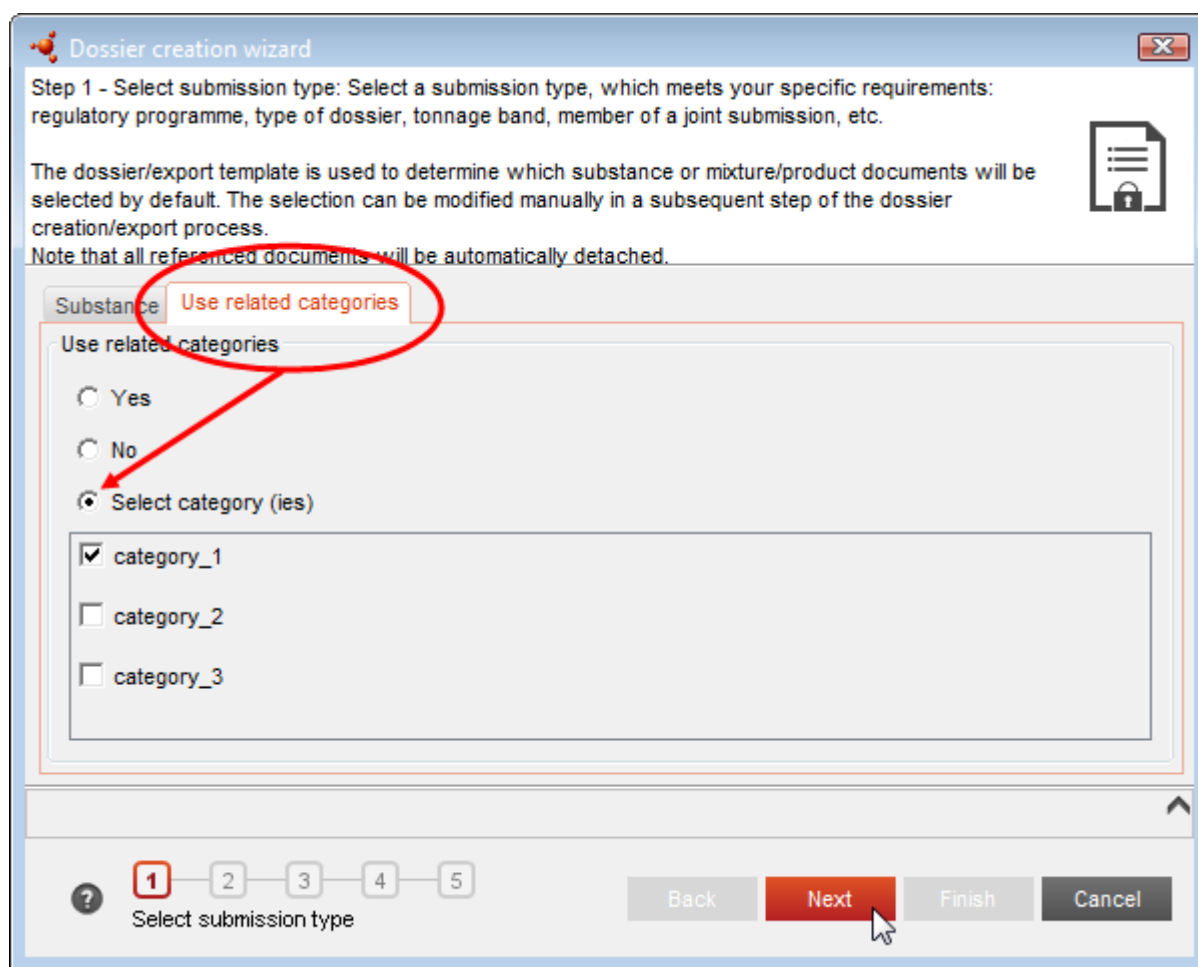 Dossier creation wizard
Step 1 - Select submission type: Select a submission type, which meets your specific requirements:
regulatory programme, type of dossier, tonnage band, member of a joint submission, etc.
The dossier/export template is used to determine which substance or mixture/product documents will be
selected by default. The selection can be modified manually in a subsequent step of the dossier
creation/export process.
Note that all referenced documents will be automatically detached.
Substance Use related categories
Use related categories
Yes
No
Select category (ies)
category_1
category_2
category_3
? 1 2 3 4 5
Select submission type
Back Next Finish Cancel